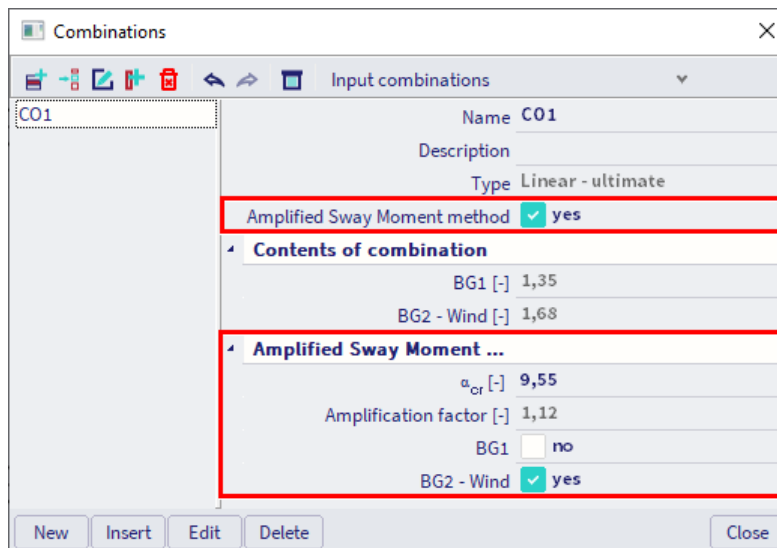 Combinations
Input combinations
CO1
Name CO1
Description
Type Linear - ultimate
Amplified Sway Moment method yes
Contents of combination
BG1 [-] 1,35
BG2 - Wind [-] 1,68
Amplified Sway Moment ...
αcr [-] 9,55
Amplification factor [-] 1,12
BG1 no
BG2 - Wind yes
New Insert Edit Delete Close